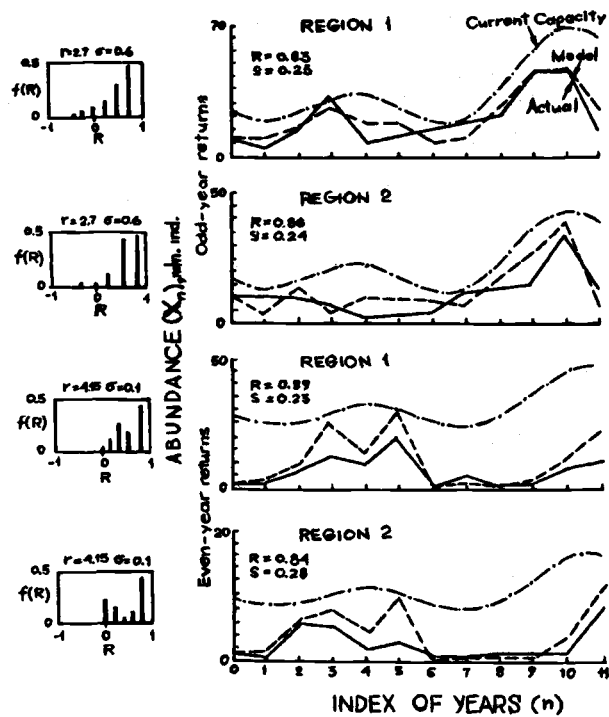 REGION 1
70
Current Capacity
R=0.83
S=0.25
Model
Actual
0
r=2.7 σ=0.6
0.5
f(R)
0
-1 0 1
R
Odd-year returns
REGION 2
50
R=0.86
S=0.24
0
r=2.7 σ=0.6
0.5
f(R)
0
-1 0 4
R
ABUNDANCE (Xn), mln. ind.
REGION 1
50
R=0.89
S=0.23
0
r=4.15 σ=0.1
0.5
f(R)
0
-1 0 1
R
Even-year returns
REGION 2
20
R=0.84
S=0.28
0
r=4.15 σ=0.1
0.5
f(R)
0
-1 0 1
R
0 1 2 3 4 5 6 7 8 9 10 11
INDEX OF YEARS (n)